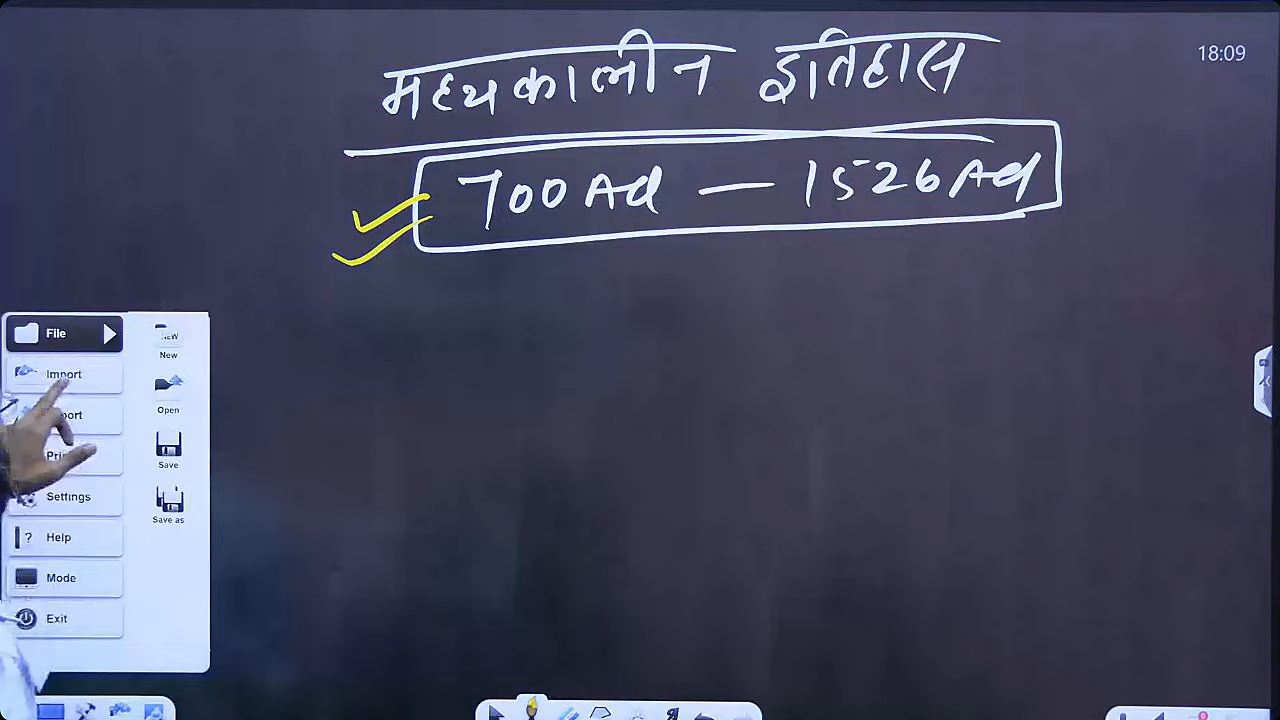 मध्यकालीन इतिहास
18:09
700 Ad — 1526 Ad
File
New
Import
Open
Save
Settings
Save as
Help
Mode
Exit